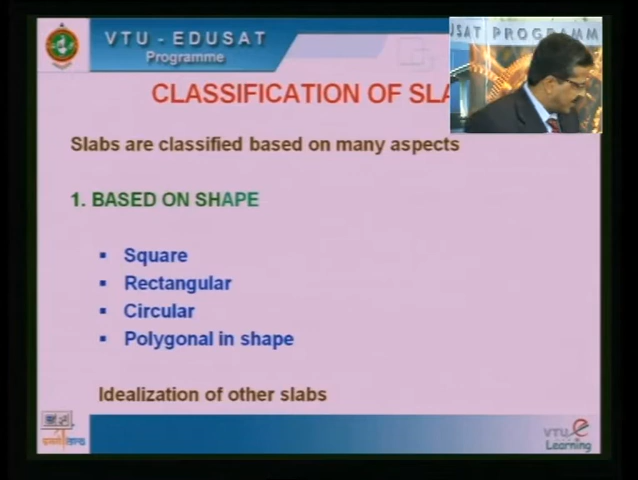 VTU - EDUSAT
Programme
USAT PROGRAMM
CLASSIFICATION OF SLA
Slabs are classified based on many aspects
1. BASED ON SHAPE
▪ Square
▪ Rectangular
▪ Circular
▪ Polygonal in shape
Idealization of other slabs
VTU e
Learning